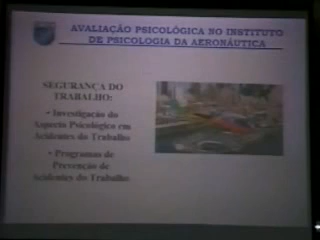 AVALIAÇÃO PSICOLÓGICA NO INSTITUTO
DE PSICOLOGIA DA AERONÁUTICA
SEGURANÇA DO
TRABALHO:
• Investigação do
Aspecto Psicológico em
Acidentes do Trabalho
• Programas de
Prevenção de
Acidentes do Trabalho